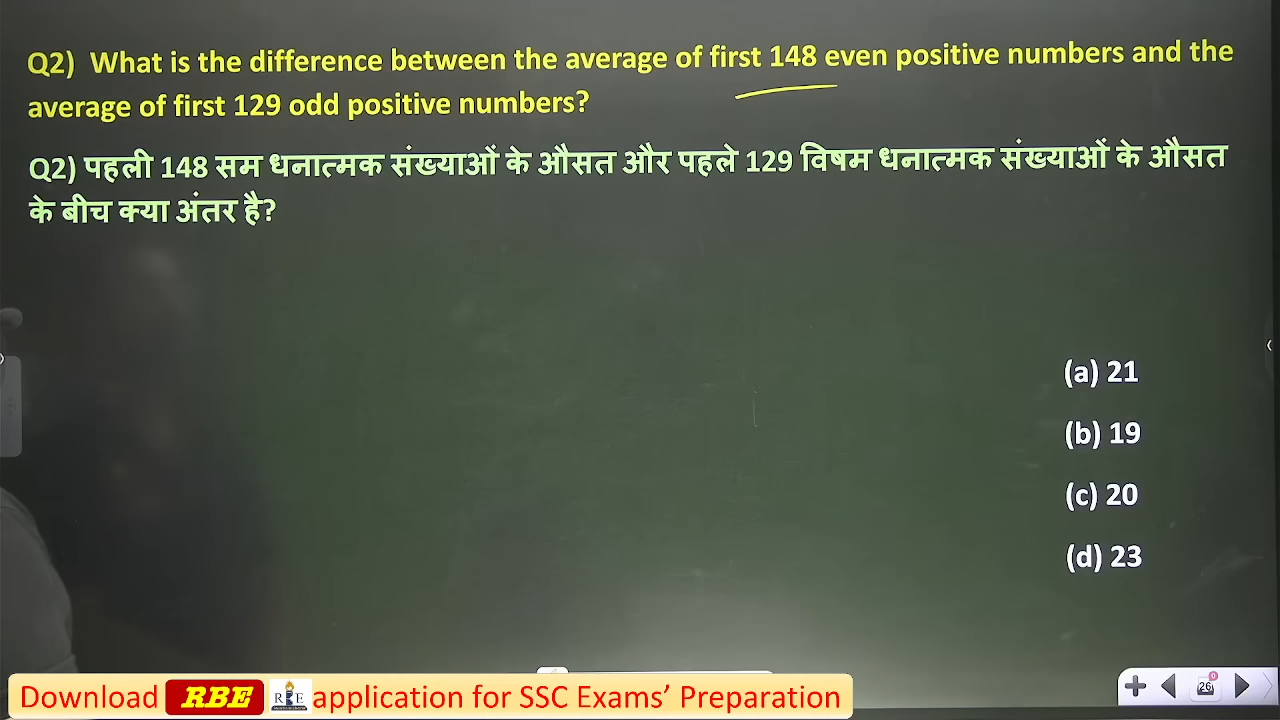 Q2) What is the difference between the average of first 148 even positive numbers and the
average of first 129 odd positive numbers?
Q2) पहली 148 सम धनात्मक संख्याओं के औसत और पहले 129 विषम धनात्मक संख्याओं के औसत
के बीच क्या अंतर है?
(a) 21
(b) 19
(c) 20
(d) 23
Download RBE RBE application for SSC Exams' Preparation
26